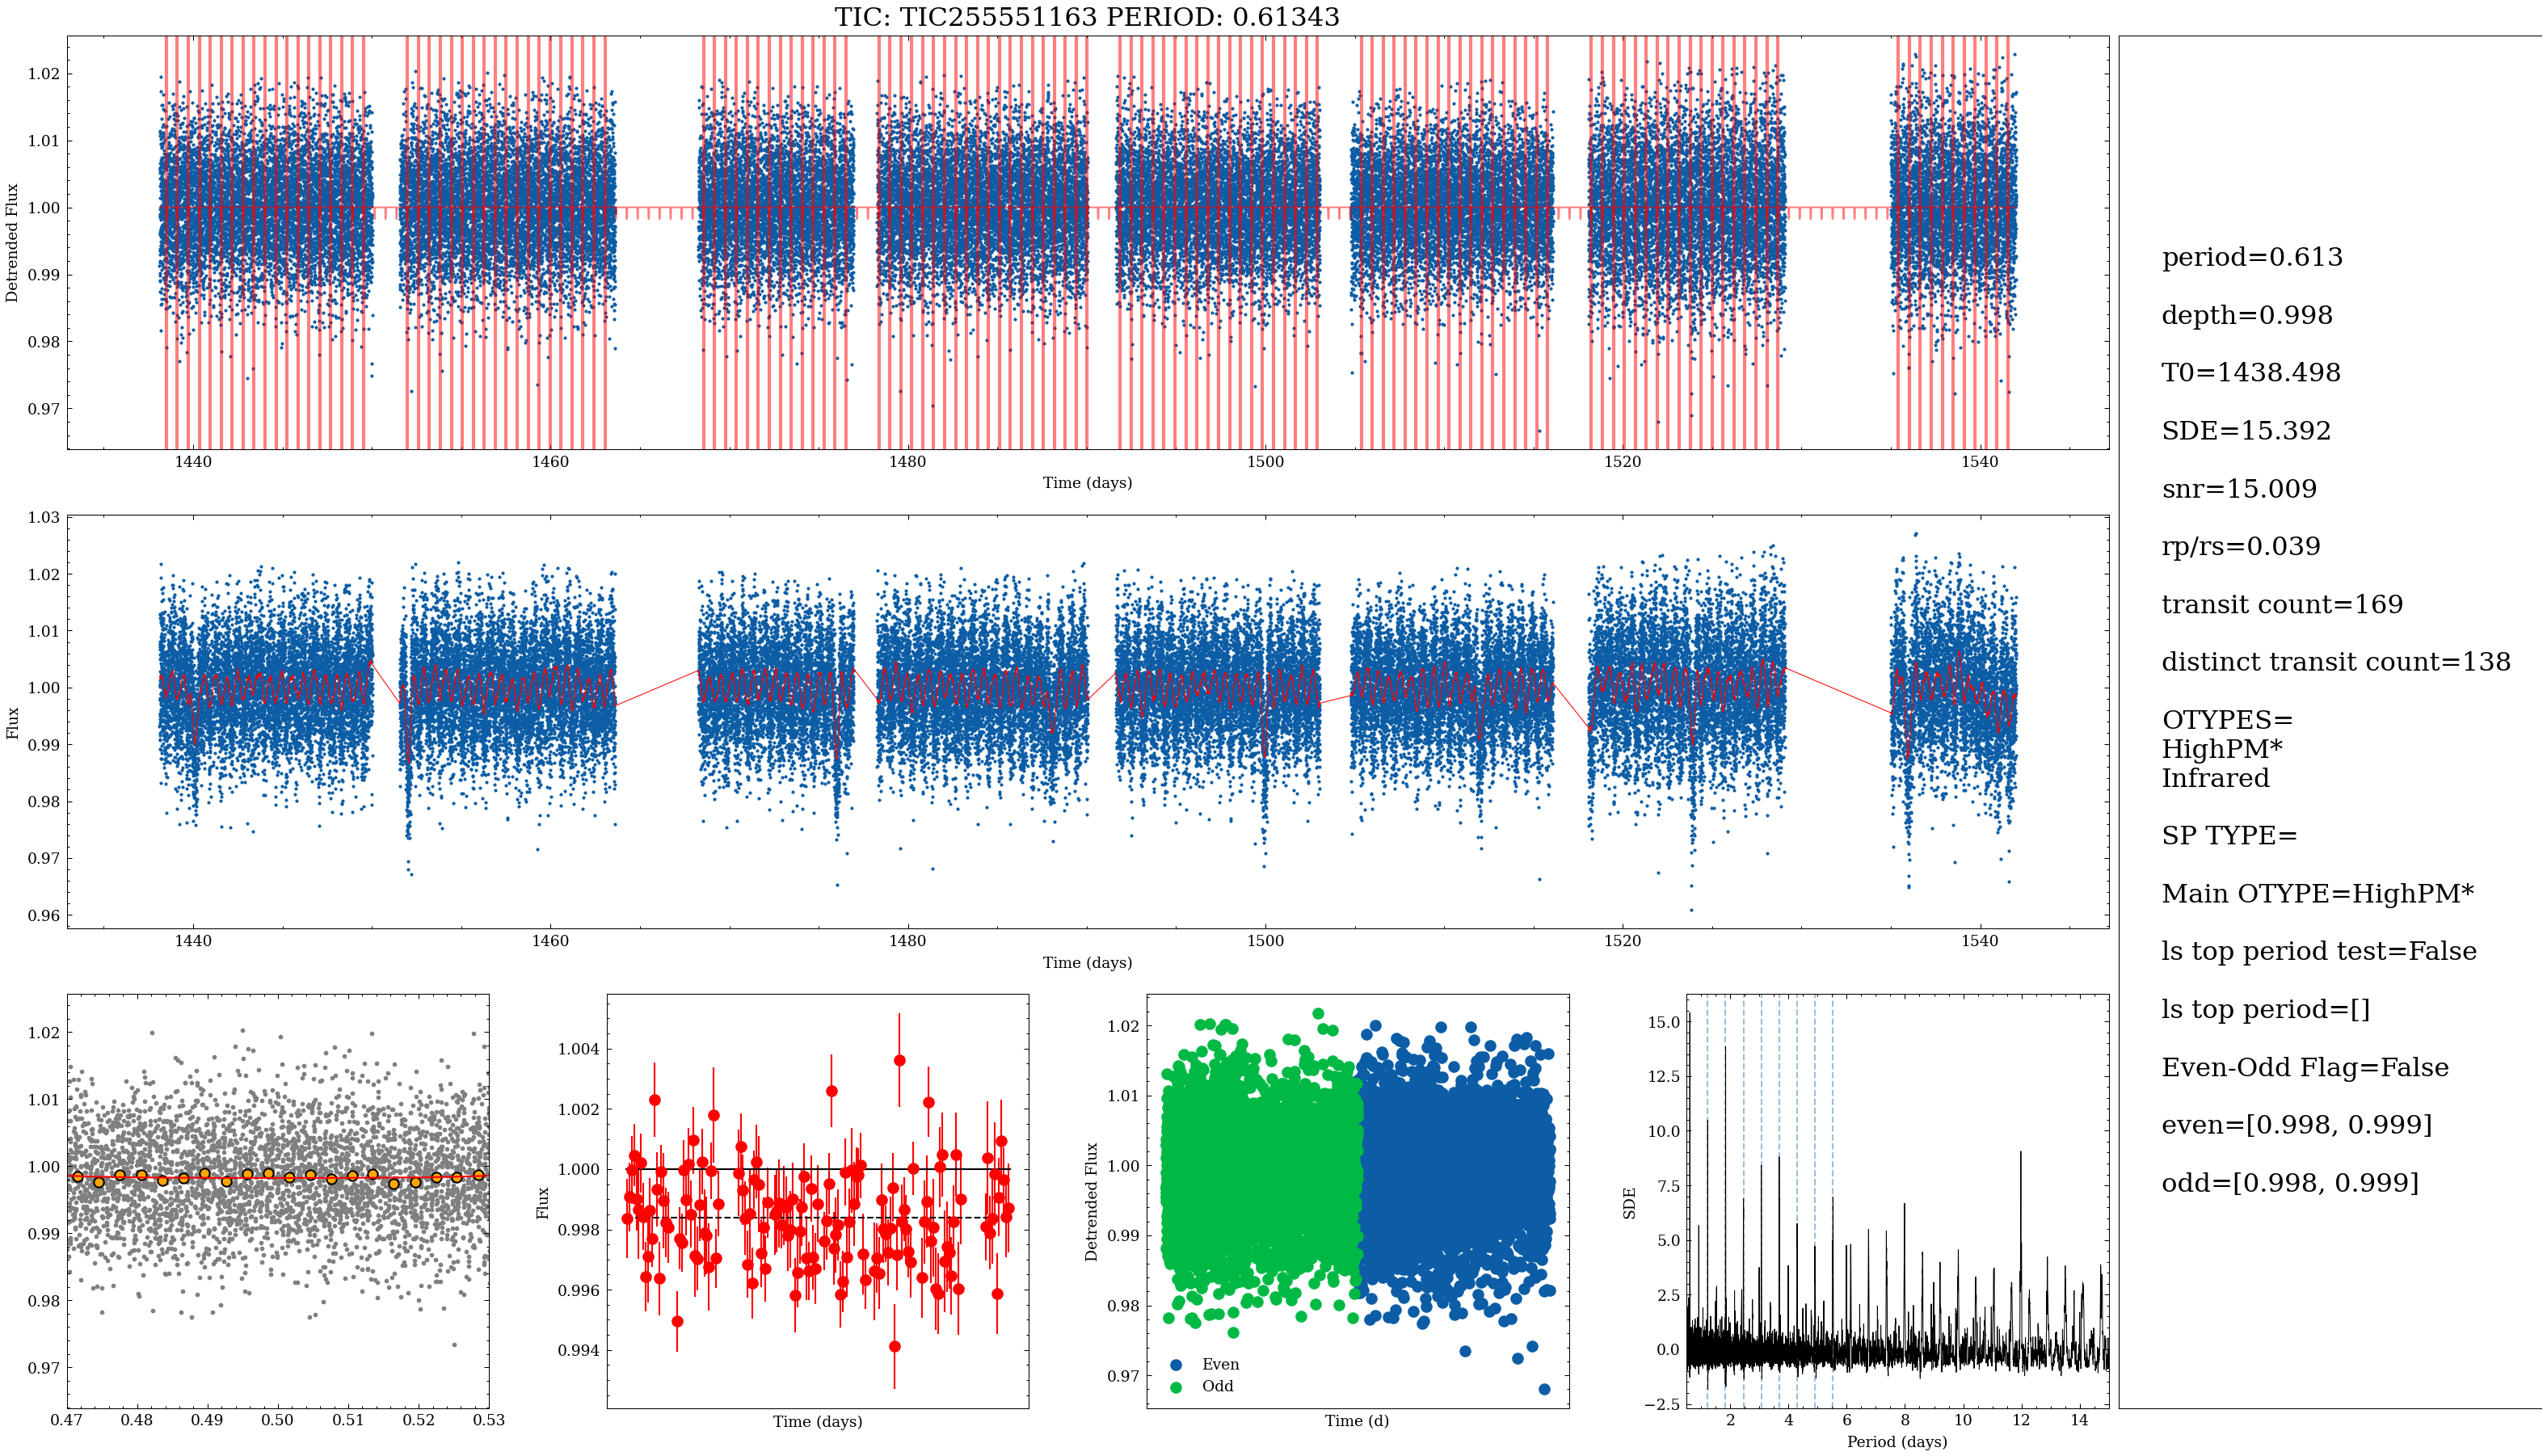 TIC: TIC255551163 PERIOD: 0.61343
1.02
1.01
1.00
0.99
0.98
0.97
Detrended Flux
1440
1460
1480
1500
1520
1540
Time (days)
1.03
1.02
1.01
1.00
0.99
0.98
0.97
0.96
Flux
1440
1460
1480
1500
1520
1540
Time (days)
1.02
1.01
1.00
0.99
0.98
0.97
0.47
0.48
0.49
0.50
0.51
0.52
0.53
1.004
1.002
1.000
0.998
0.996
0.994
Flux
Time (days)
1.02
1.01
1.00
0.99
0.98
0.97
Detrended Flux
Even
Odd
Time (d)
15.0
12.5
10.0
7.5
5.0
2.5
0.0
−2.5
SDE
2
4
6
8
10
12
14
Period (days)
period=0.613
depth=0.998
T0=1438.498
SDE=15.392
snr=15.009
rp/rs=0.039
transit count=169
distinct transit count=138
OTYPES=
HighPM*
Infrared
SP TYPE=
Main OTYPE=HighPM*
ls top period test=False
ls top period=[]
Even-Odd Flag=False
even=[0.998, 0.999]
odd=[0.998, 0.999]